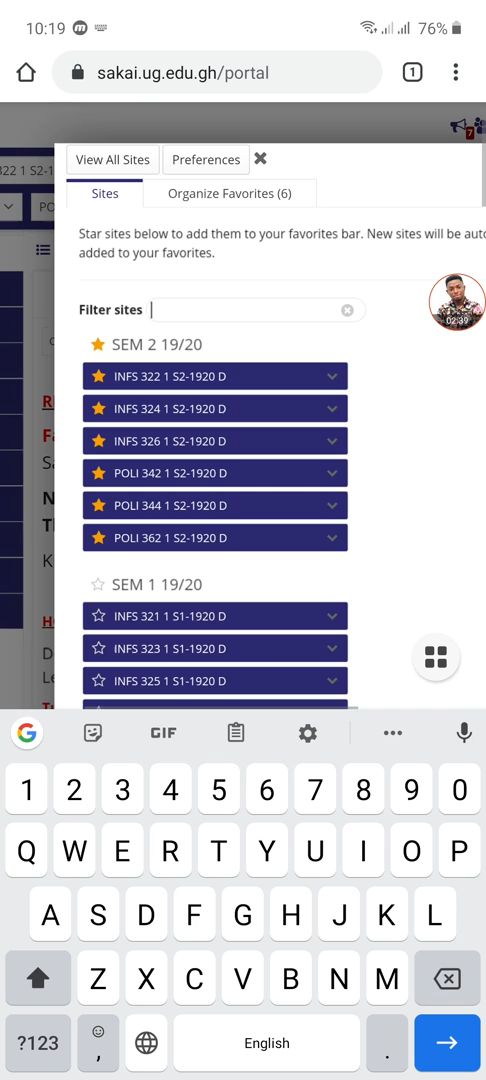 10:19 76%
sakai.ug.edu.gh/portal 1
7
322 1 S2-1
View All Sites Preferences
PO
Sites Organize Favorites (6)
Star sites below to add them to your favorites bar. New sites will be auto
added to your favorites.
Filter sites
02:39
SEM 2 19/20
INFS 322 1 S2-1920 D
INFS 324 1 S2-1920 D
INFS 326 1 S2-1920 D
POLI 342 1 S2-1920 D
POLI 344 1 S2-1920 D
POLI 362 1 S2-1920 D
SEM 1 19/20
INFS 321 1 S1-1920 D
INFS 323 1 S1-1920 D
INFS 325 1 S1-1920 D
G GIF
1 2 3 4 5 6 7 8 9 0
Q W E R T Y U I O P
A S D F G H J K L
Z X C V B N M
?123 , English .